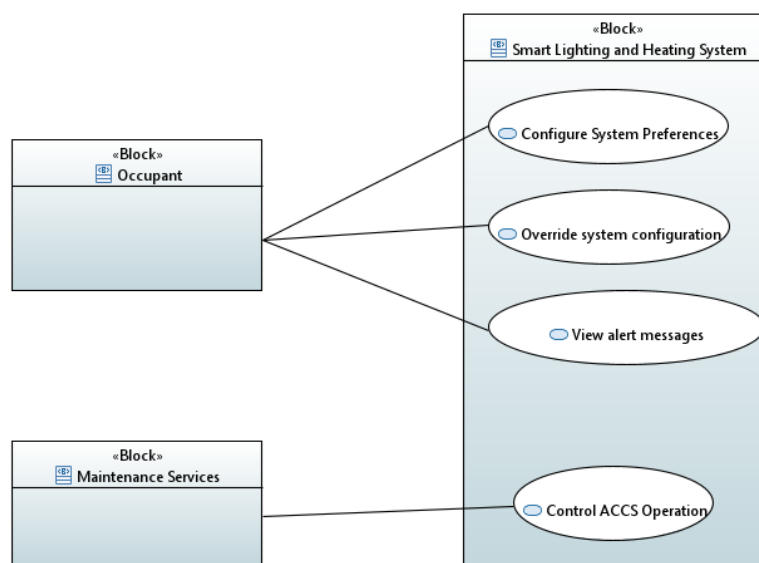 «Block»
Smart Lighting and Heating System
Configure System Preferences
«Block»
Occupant
Override system configuration
View alert messages
«Block»
Maintenance Services
Control ACCS Operation